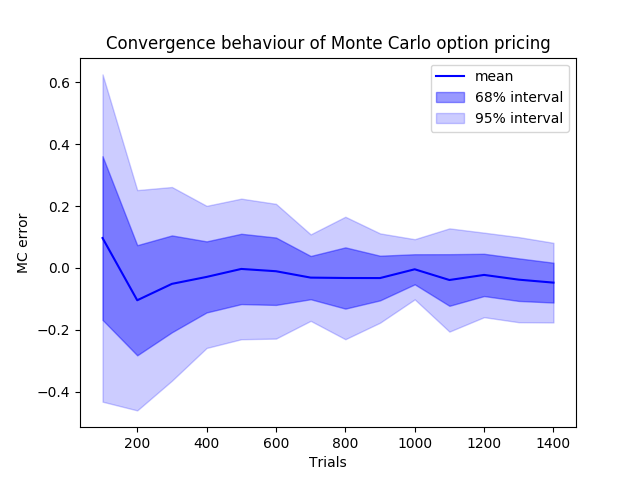 Convergence behaviour of Monte Carlo option pricing
mean
68% interval
95% interval
0.6
0.4
0.2
0.0
−0.2
−0.4
MC error
200 400 600 800 1000 1200 1400
Trials